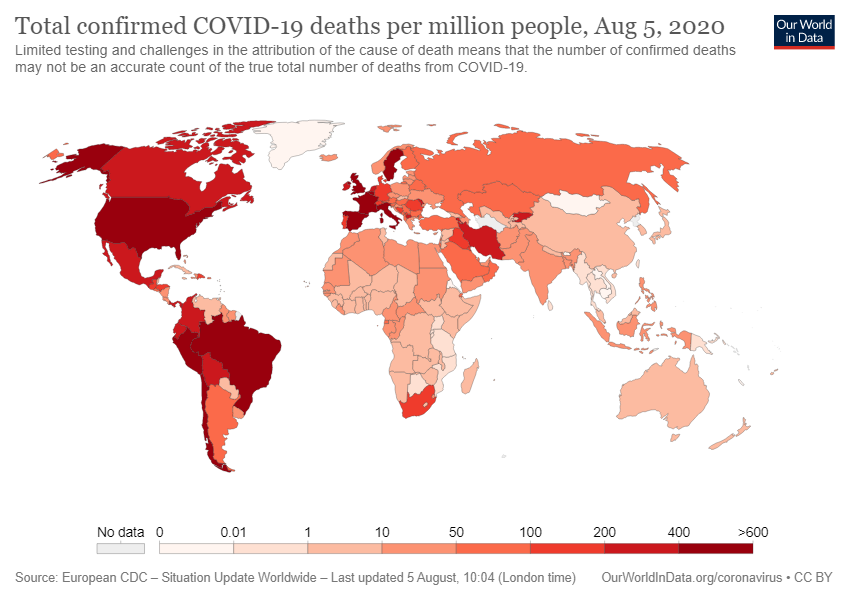 Total confirmed COVID-19 deaths per million people, Aug 5, 2020
Our World
in Data
Limited testing and challenges in the attribution of the cause of death means that the number of confirmed deaths
may not be an accurate count of the true total number of deaths from COVID-19.
No data 0 0.01 1 10 50 100 200 400 >600
Source: European CDC – Situation Update Worldwide – Last updated 5 August, 10:04 (London time) OurWorldInData.org/coronavirus • CC BY